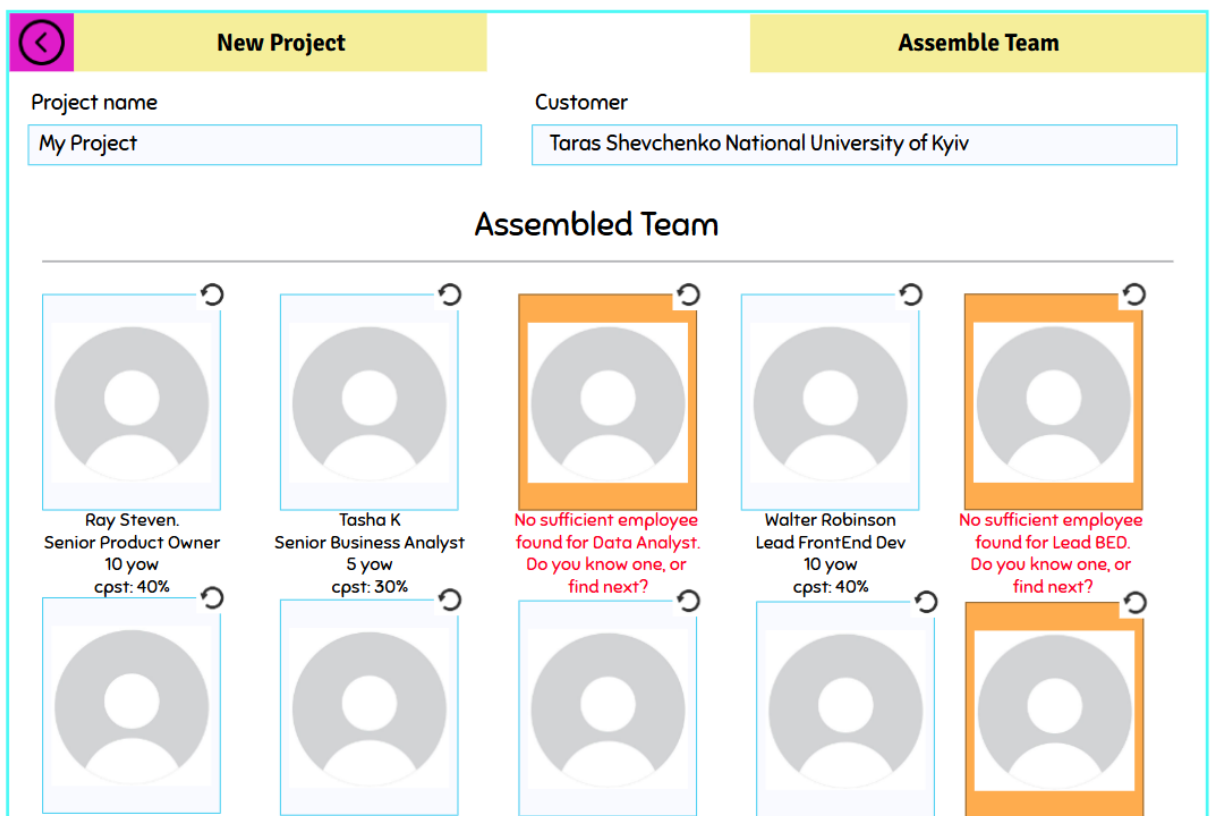 New Project
Assemble Team
Project name
Customer
My Project
Taras Shevchenko National University of Kyiv
Assembled Team
Ray Steven.
Senior Product Owner
10 yow
cpst: 40%
Tasha K
Senior Business Analyst
5 yow
cpst: 30%
No sufficient employee
found for Data Analyst.
Do you know one, or
find next?
Walter Robinson
Lead FrontEnd Dev
10 yow
cpst: 40%
No sufficient employee
found for Lead BED.
Do you know one, or
find next?